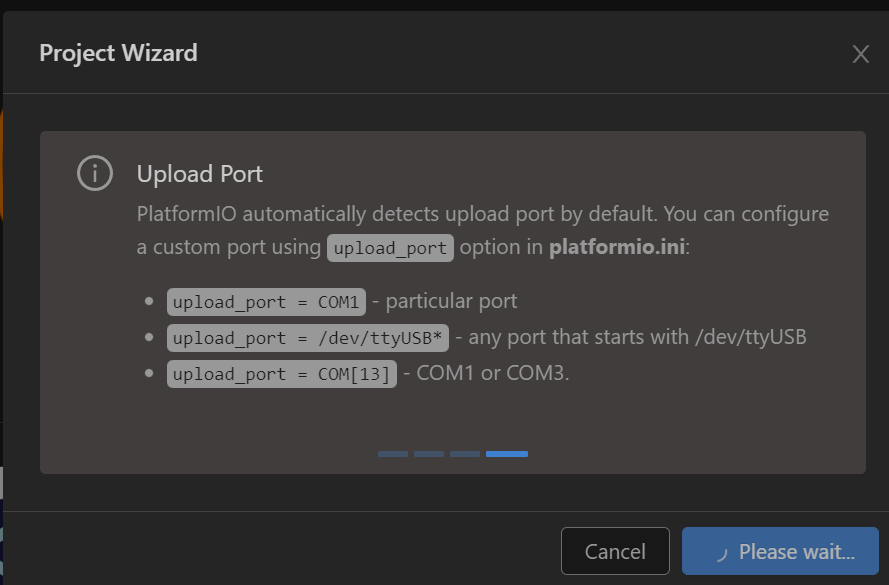 Project Wizard
Upload Port
PlatformIO automatically detects upload port by default. You can configure
a custom port using upload_port option in platformio.ini:
• upload_port = COM1 - particular port
• upload_port = /dev/ttyUSB* - any port that starts with /dev/ttyUSB
• upload_port = COM[13] - COM1 or COM3.
Cancel
Please wait...